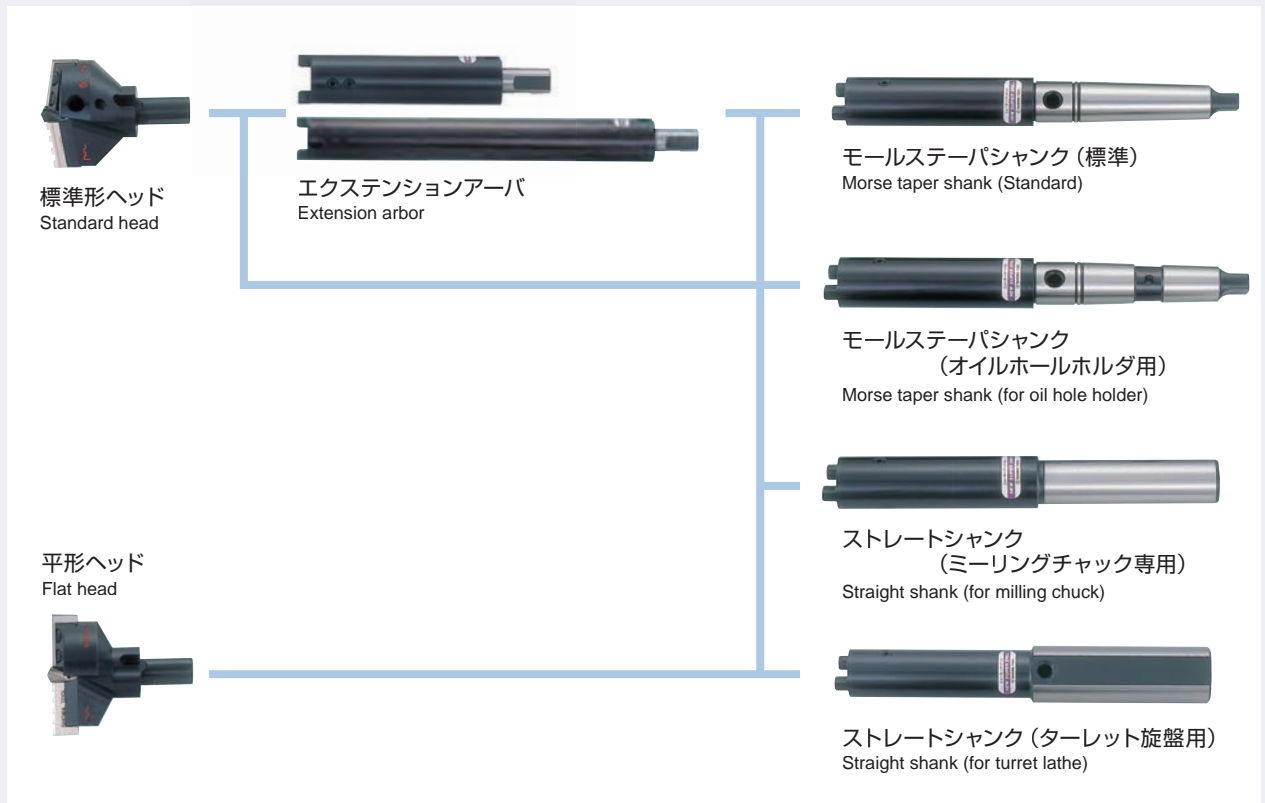 標準形ヘッド
Standard head
エクステンションアーバ
Extension arbor
モールステーパシャンク（標準）
Morse taper shank (Standard)
モールステーパシャンク
（オイルホールホルダ用）
Morse taper shank (for oil hole holder)
ストレートシャンク
（ミーリングチャック専用）
Straight shank (for milling chuck)
平形ヘッド
Flat head
ストレートシャンク（ターレット旋盤用）
Straight shank (for turret lathe)